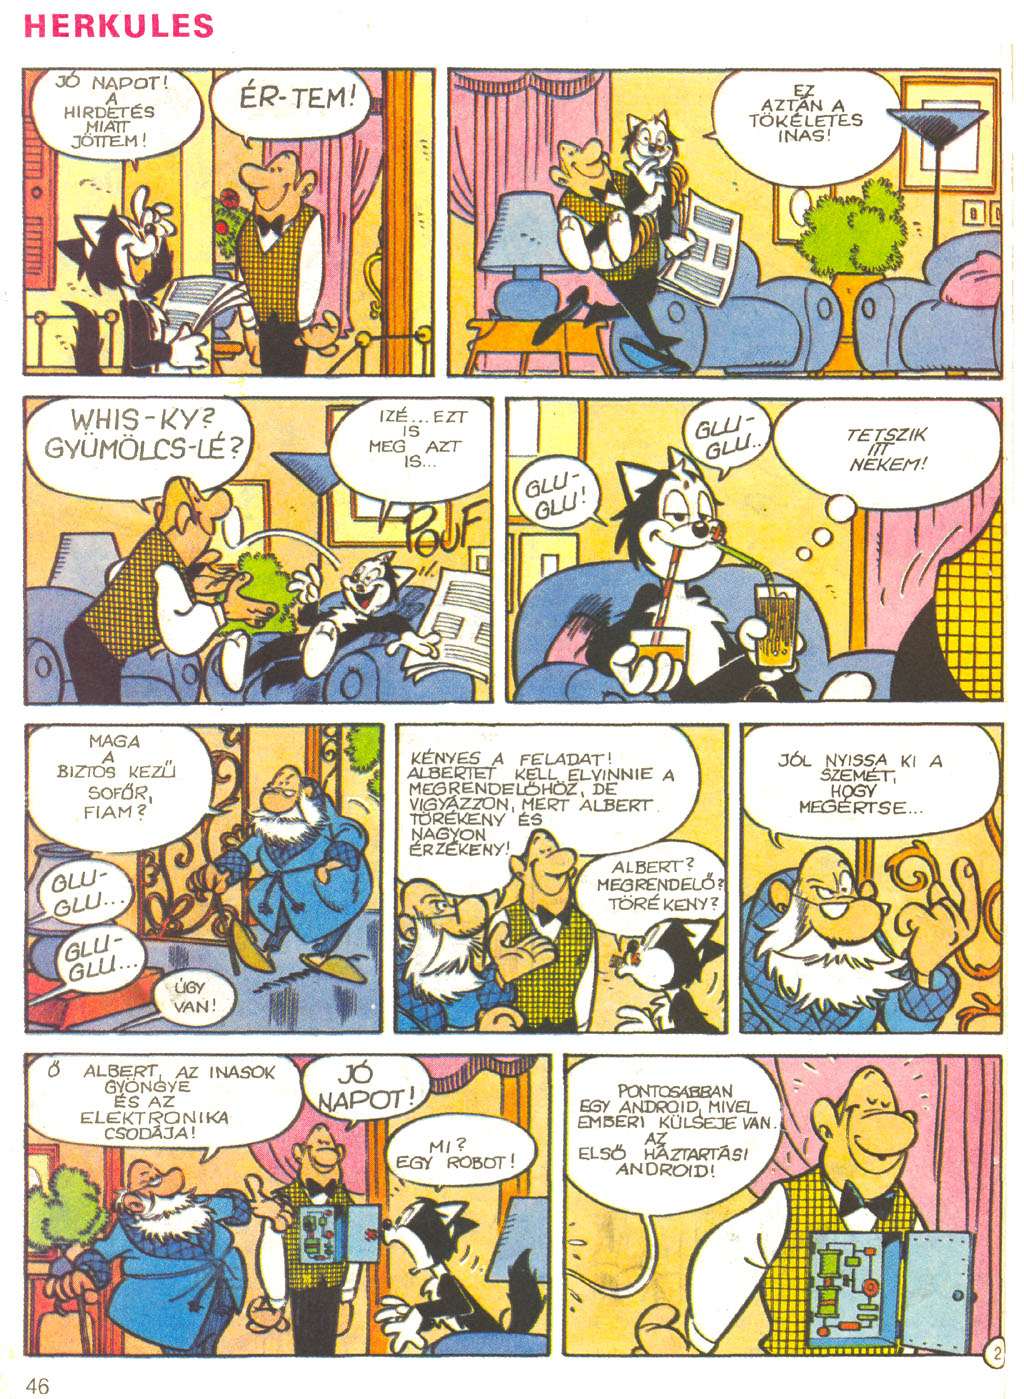 HERKULES
JÓ NAPOT!
A
HIRDETÉS
MIATT
JÖTTEM!
ÉR-TEM!
EZ
AZTÁN A
TÖKÉLETES
INAS!
WHIS-KY?
GYÜMÖLCS-LÉ?
IZÉ...EZT
IS
MEG AZT
IS...
POUF
GLU-
GLU!
GLU-
GLU..
TETSZIK
ITT
NEKEM!
MAGA
A
BIZTOS KEZŰ
SOFŐR,
FIAM?
GLU-
GLU...
GLU-
GLU...
ÚGY
VAN!
KÉNYES A FELADAT!
ALBERTET KELL ELVINNIE A
MEGRENDELŐHÖZ, DE
VIGYÁZZON, MERT ALBERT
TÖRÉKENY ÉS
NAGYON
ÉRZÉKENY!
ALBERT?
MEGRENDELŐ?
TÖRÉKENY?
JÓL NYISSA KI A
SZEMÉT,
HOGY
MEGÉRTSE...
Ő ALBERT, AZ INASOK
GYÖNGYE
ÉS AZ
ELEKTRONIKA
CSODÁJA!
JÓ
NAPOT!
MI?
EGY ROBOT!
PONTOSABBAN
EGY ANDROID, MIVEL
EMBERI KÜLSEJE VAN.
AZ
ELSŐ HÁZTARTÁSI
ANDROID!
2
46